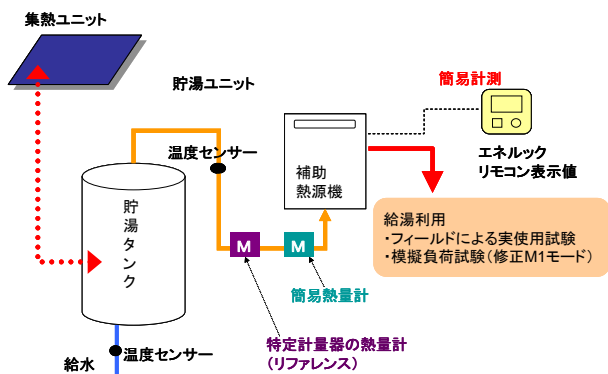 集熱ユニット
貯湯ユニット
簡易計測
温度センサー
補助
熱源機
エネルック
リモコン表示値
貯湯タンク
給湯利用
・フィールドによる実使用試験
・模擬負荷試験(修正M1モード)
M
M
簡易熱量計
特定計量器の熱量計
(リファレンス)
温度センサー
給水